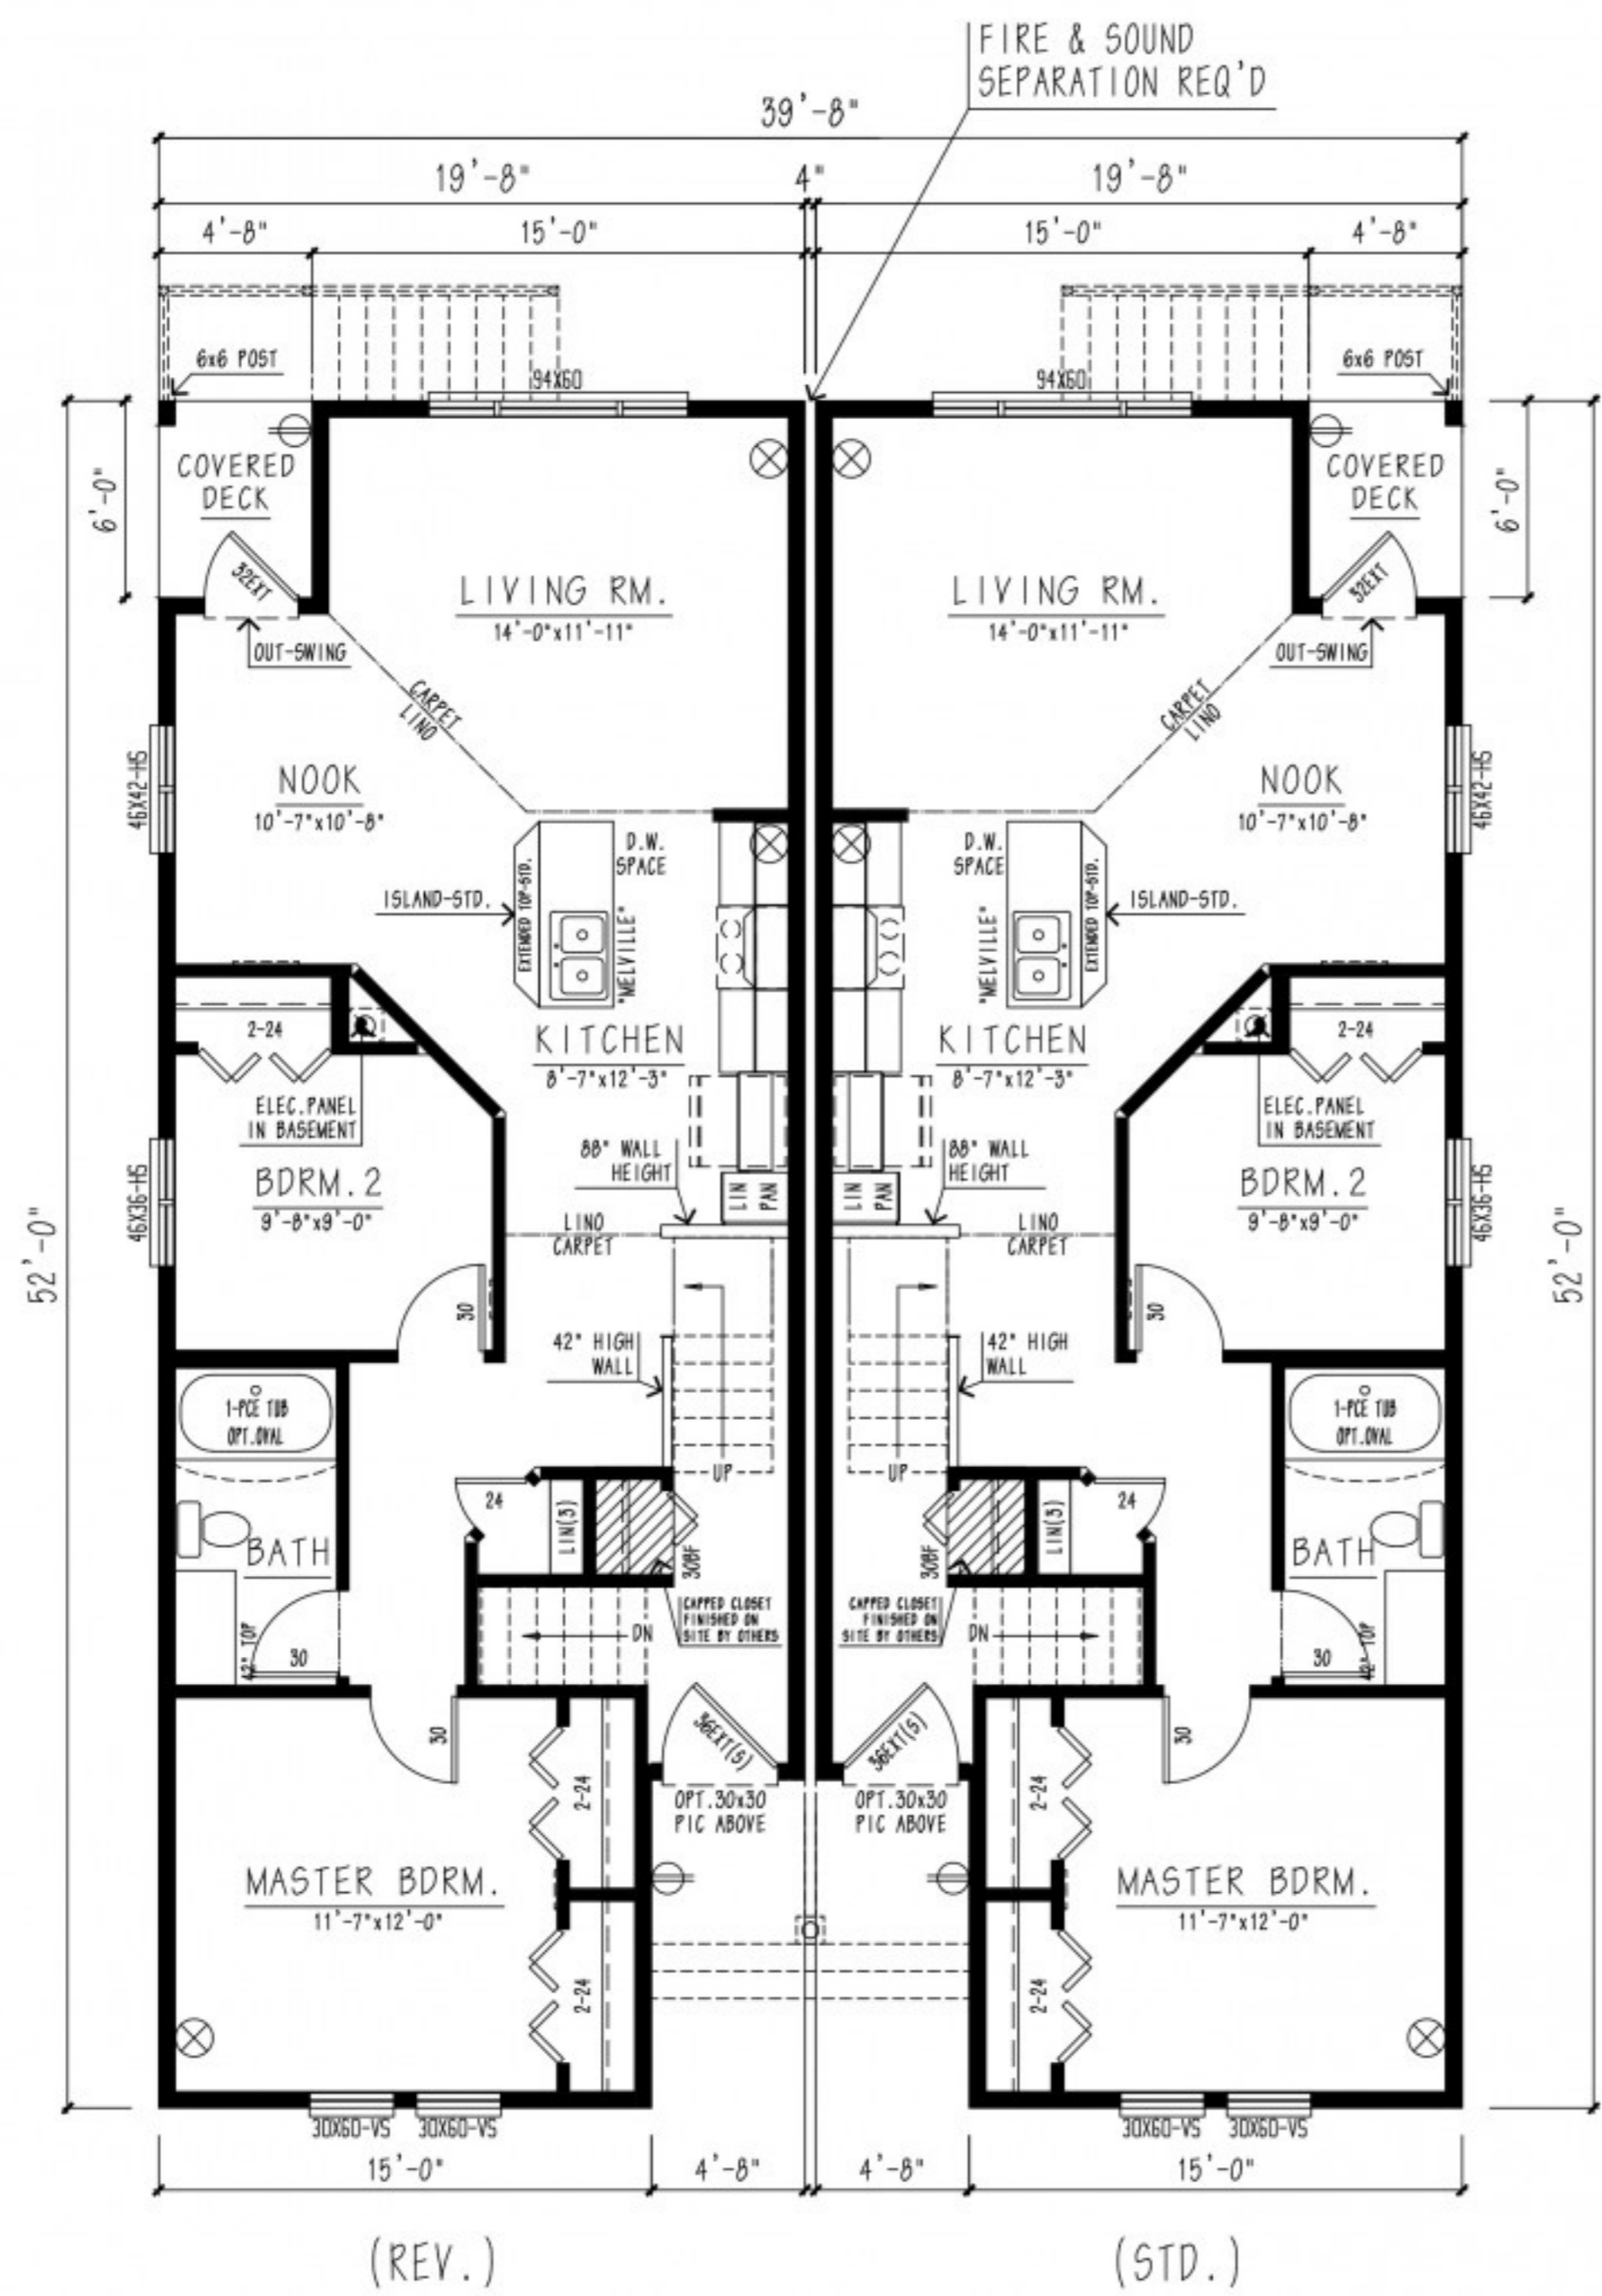 FIRE & SOUND
SEPARATION REQ'D
39'-8"
19'-8"
4"
19'-8"
4'-8"
15'-0"
15'-0"
4'-8"
6x6 POST
94X60
94X60
6x6 POST
COVERED
DECK
COVERED
DECK
6'-0"
6'-0"
32EXT
32EXT
LIVING RM.
14'-0"x11'-11"
LIVING RM.
14'-0"x11'-11"
OUT-SWING
OUT-SWING
CARPET
LINO
CARPET
LINO
NOOK
10'-7"x10'-8"
NOOK
10'-7"x10'-8"
46X42-HS
46X42-HS
D.W.
SPACE
D.W.
SPACE
ISLAND-STD.
EXTENDED TOP-STD.
"MELVILLE"
"MELVILLE"
EXTENDED TOP-STD.
ISLAND-STD.
2-24
2-24
KITCHEN
8'-7"x12'-3"
KITCHEN
8'-7"x12'-3"
ELEC.PANEL
IN BASEMENT
ELEC.PANEL
IN BASEMENT
88" WALL
HEIGHT
88" WALL
HEIGHT
BDRM.2
9'-8"x9'-0"
BDRM.2
9'-8"x9'-0"
46X36-HS
46X36-HS
LIN
PAN
LIN
PAN
LINO
CARPET
LINO
CARPET
52'-0"
52'-0"
30
30
42" HIGH
WALL
42" HIGH
WALL
1-PCE TUB
OPT.OVAL
1-PCE TUB
OPT.OVAL
UP
UP
24
LIN(3)
LIN(3)
24
BATH
BATH
30BF
30BF
CAPPED CLOSET
FINISHED ON
SITE BY OTHERS
CAPPED CLOSET
FINISHED ON
SITE BY OTHERS
DN
DN
42" TOP
30
30
42" TOP
30
30
36EXT(S)
36EXT(S)
2-24
2-24
OPT.30x30
PIC ABOVE
OPT.30x30
PIC ABOVE
MASTER BDRM.
11'-7"x12'-0"
MASTER BDRM.
11'-7"x12'-0"
2-24
2-24
30X60-VS
30X60-VS
30X60-VS
30X60-VS
15'-0"
4'-8"
4'-8"
15'-0"
(REV.)
(STD.)